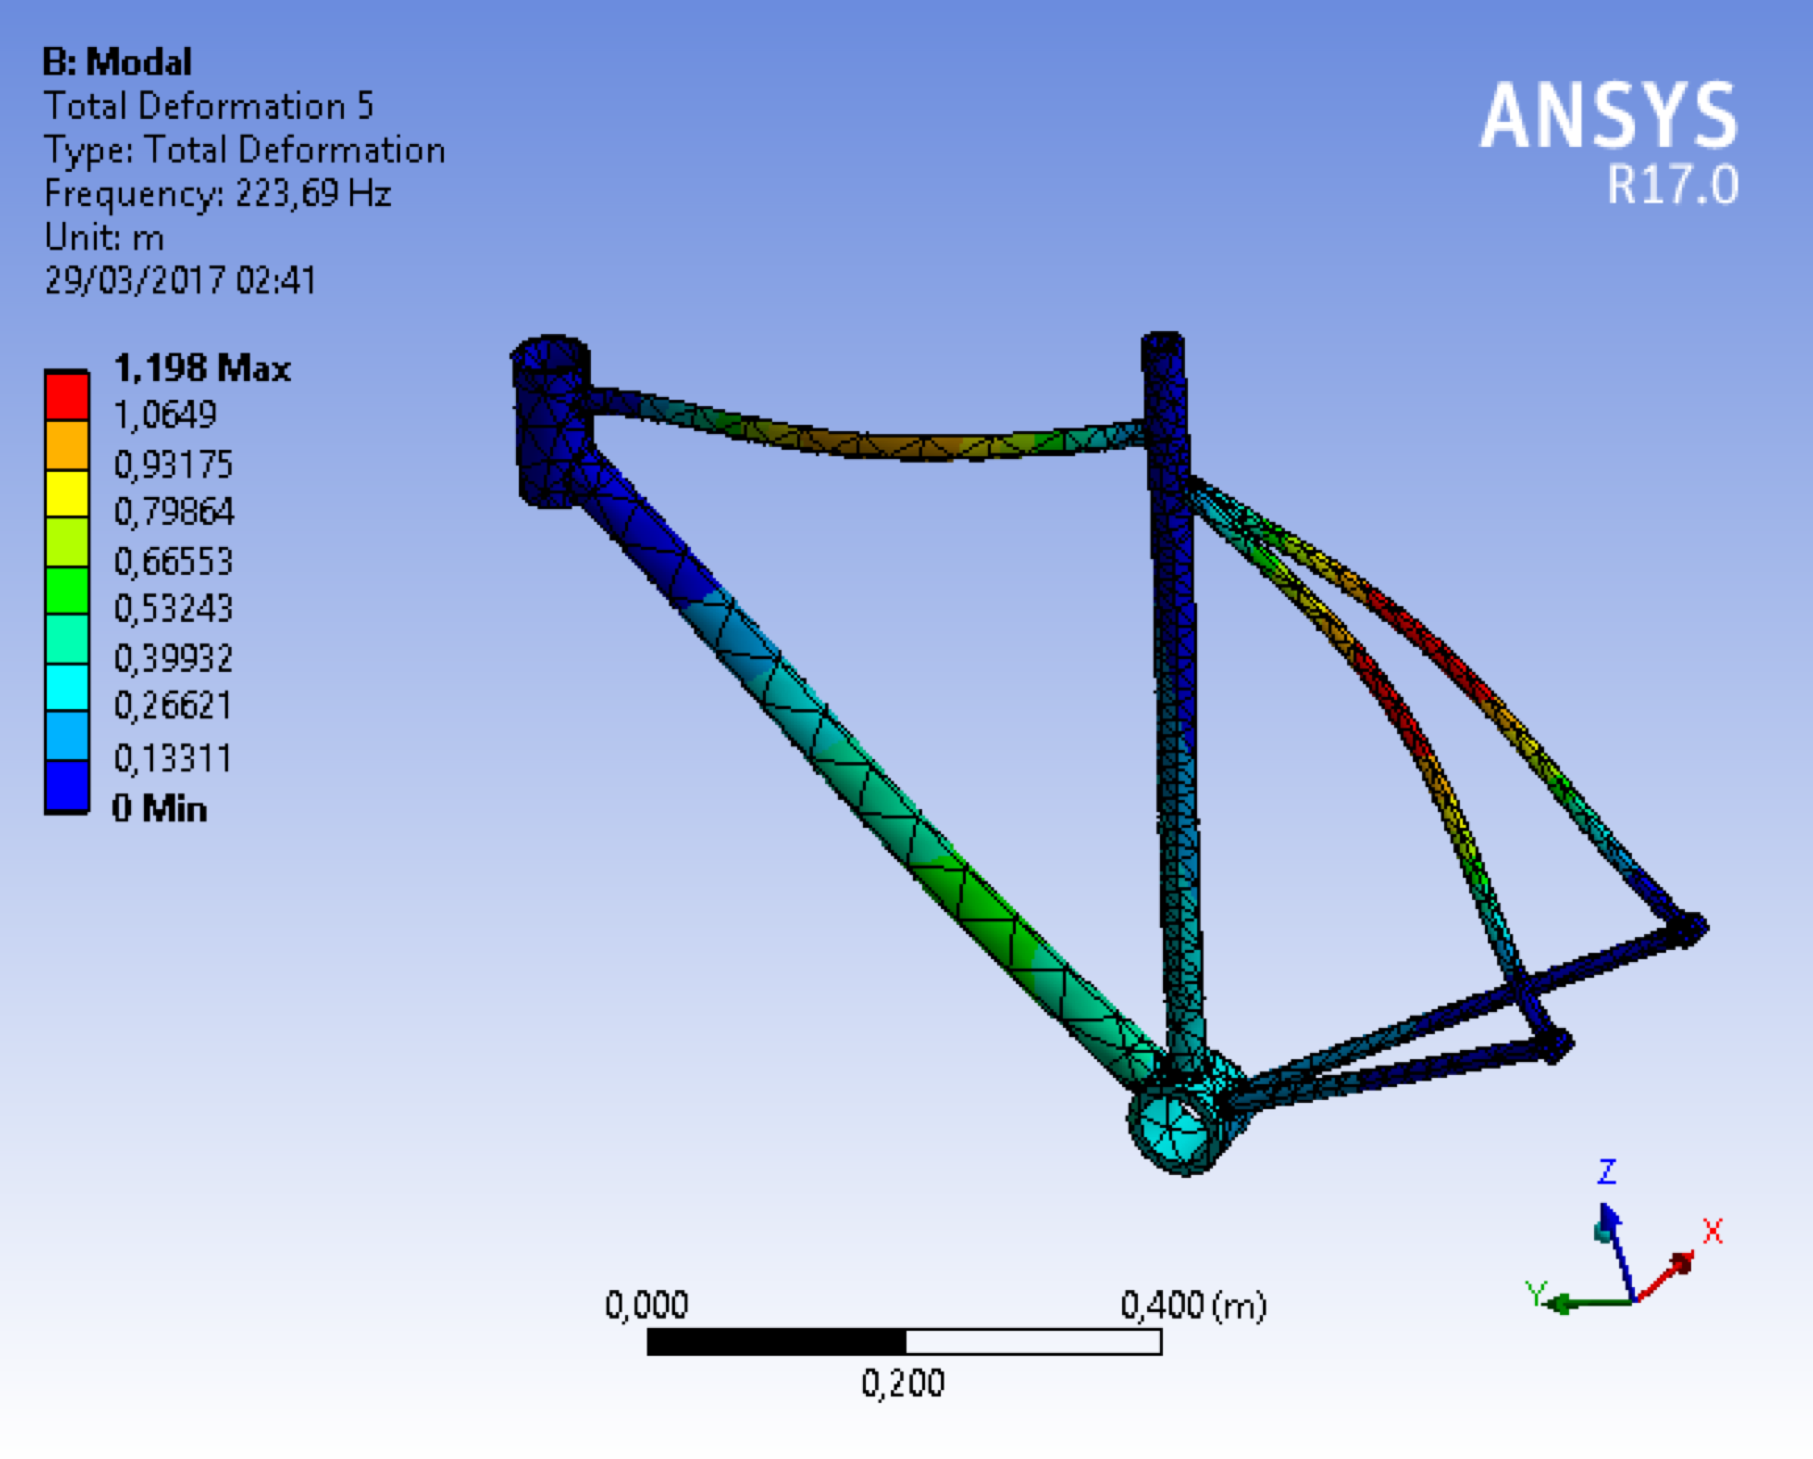 B: Modal
Total Deformation 5
Type: Total Deformation
Frequency: 223,69 Hz
Unit: m
29/03/2017 02:41
ANSYS
R17.0
1,198 Max
1,0649
0,93175
0,79864
0,66553
0,53243
0,39932
0,26621
0,13311
0 Min
Z
X
Y
0,000
0,400 (m)
0,200